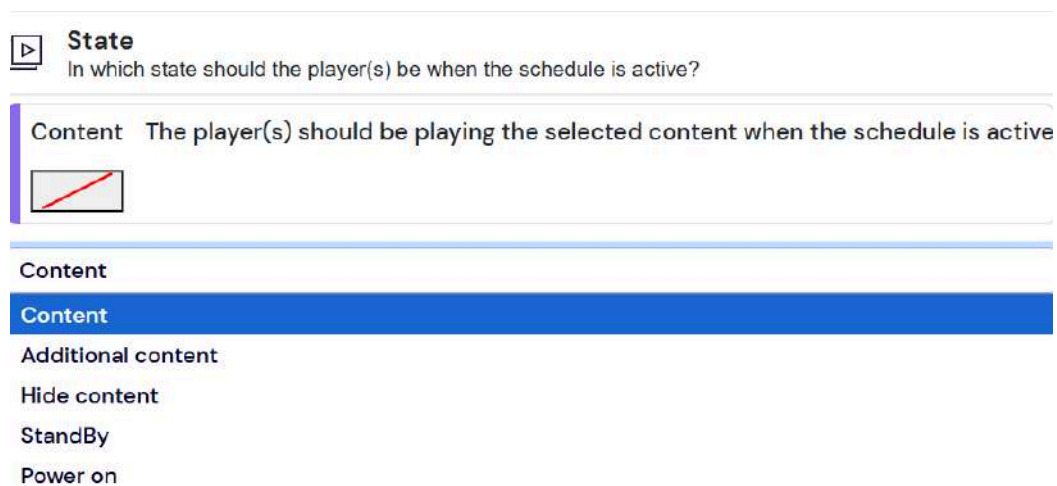 State
In which state should the player(s) be when the schedule is active?
Content The player(s) should be playing the selected content when the schedule is active
Content
Content
Additional content
Hide content
StandBy
Power on